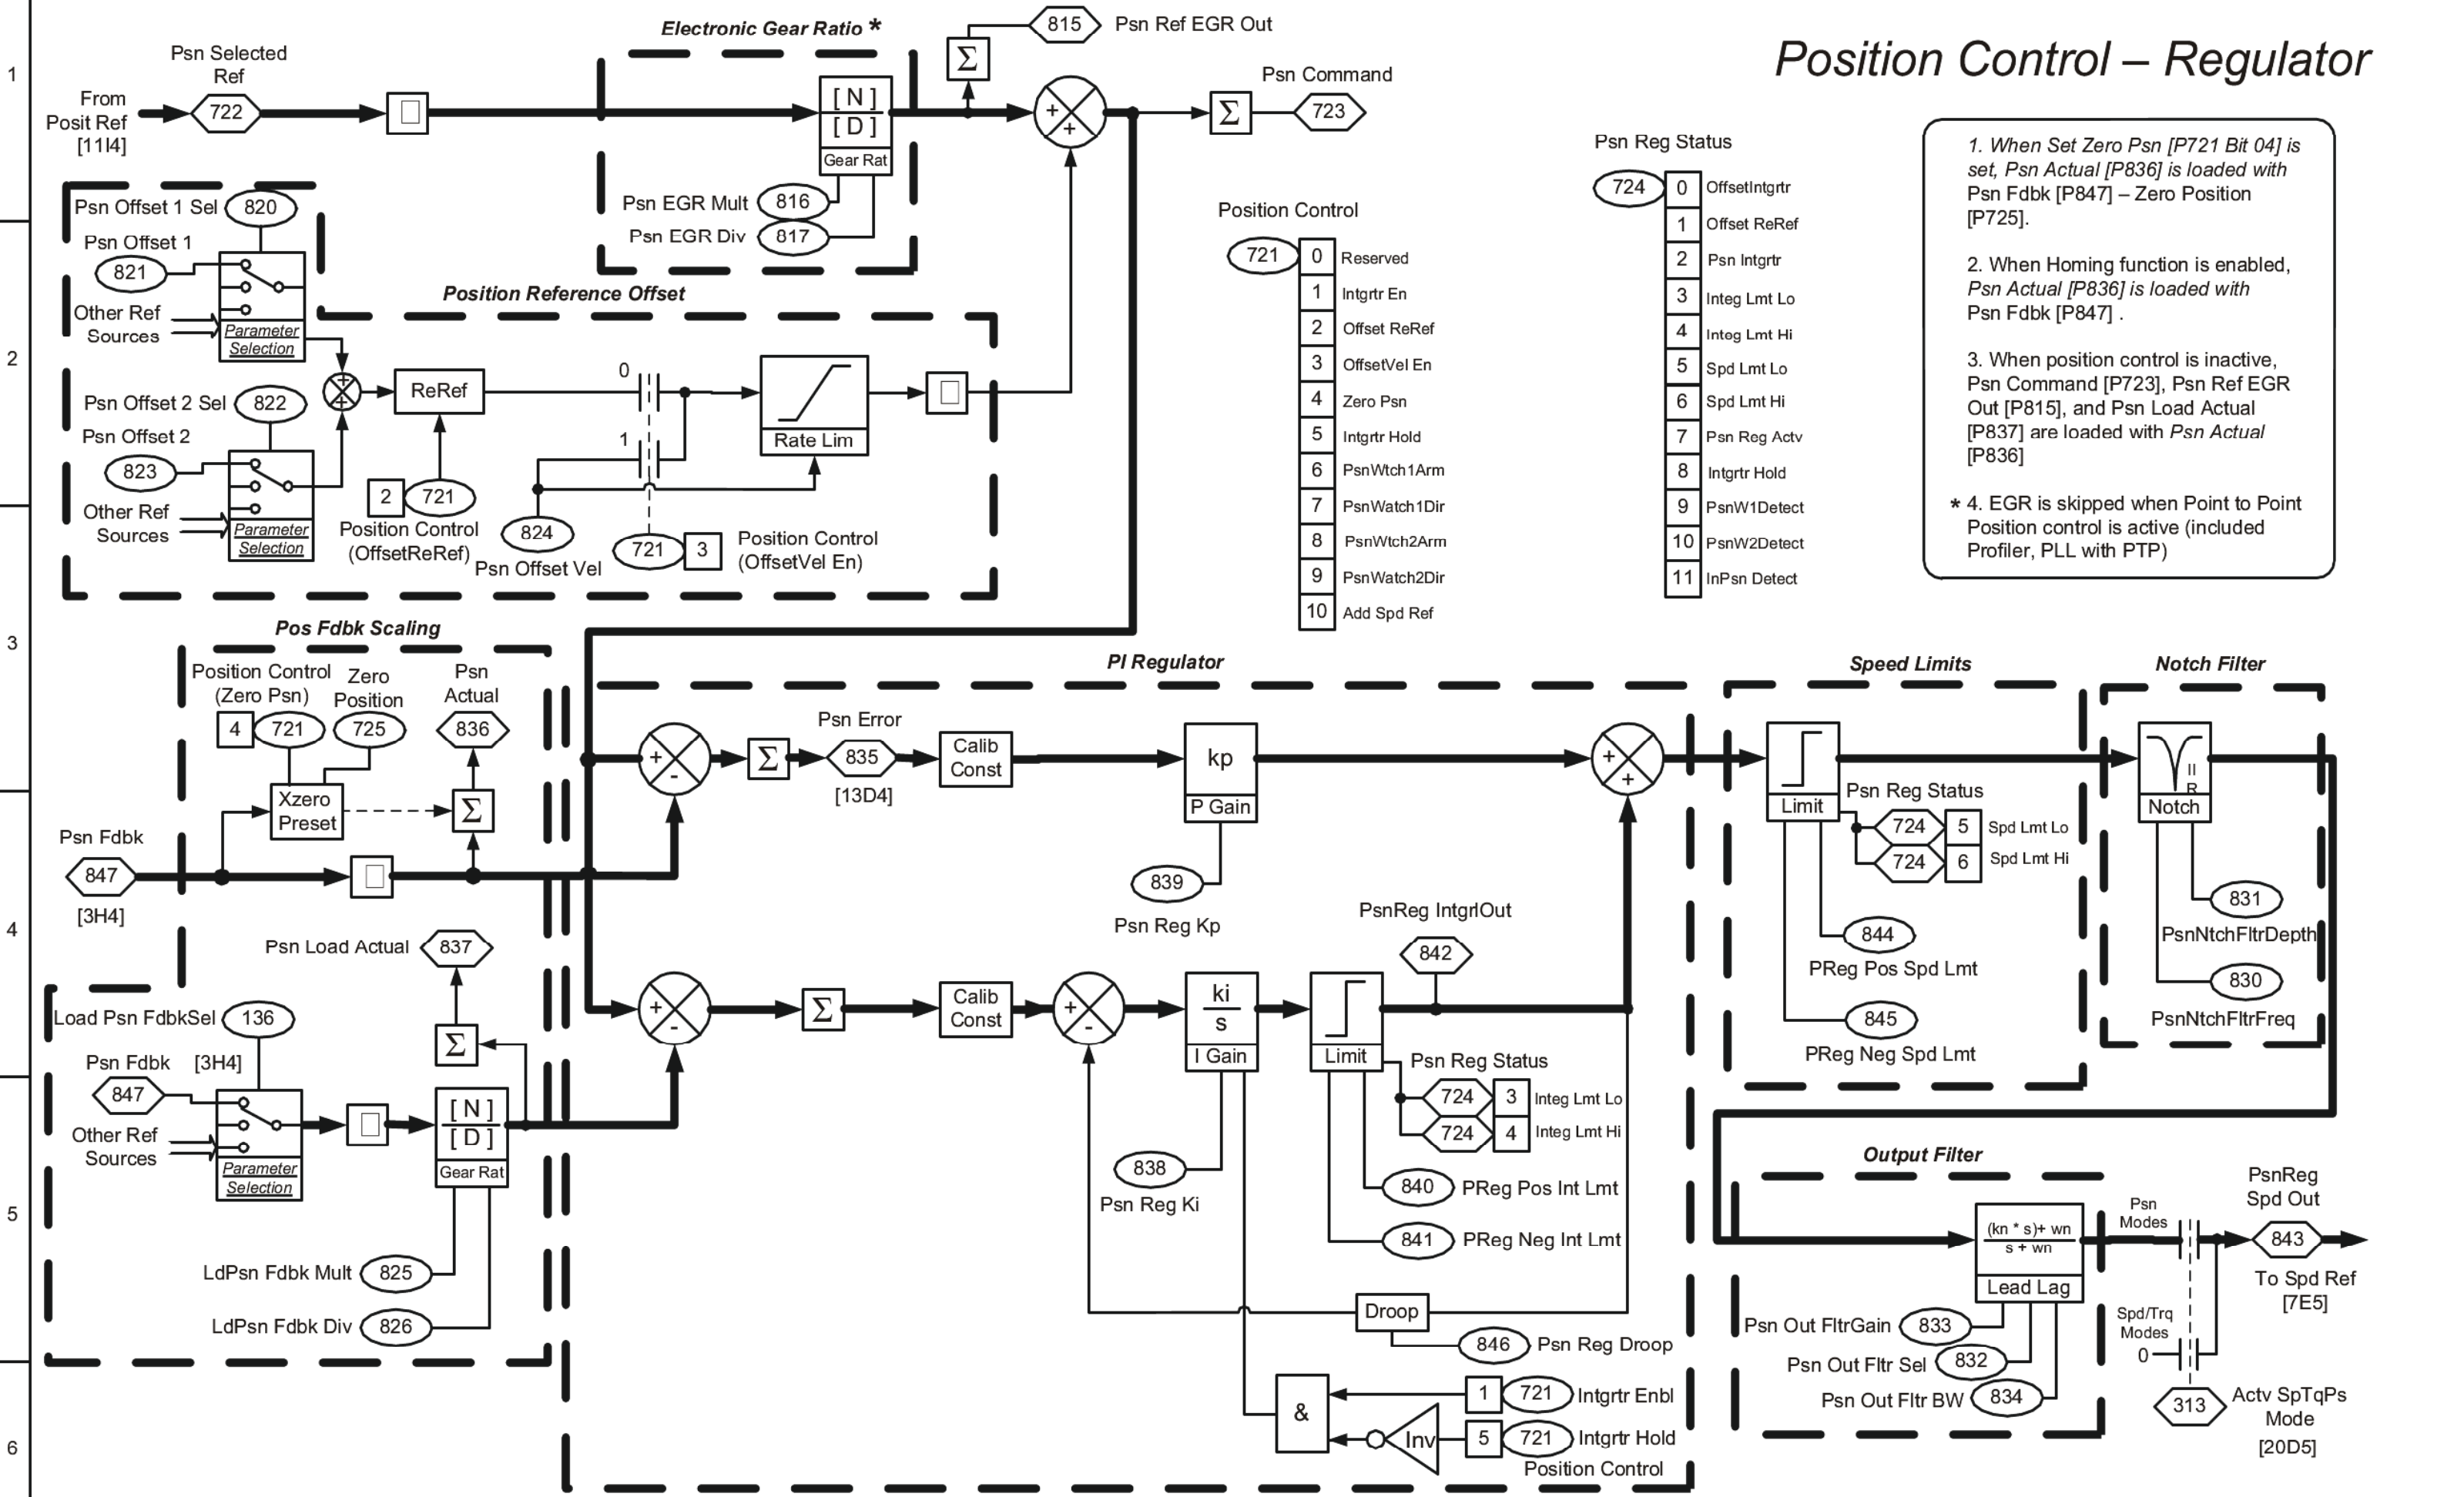 Position Control – Regulator
1
2
3
4
5
6
Electronic Gear Ratio *
815
Psn Ref EGR Out
Σ
Psn Selected
Ref
From
Posit Ref
[11I4]
722
[ N ]
[ D ]
Gear Rat
+
+
Σ
Psn Command
723
Psn EGR Mult
816
Psn EGR Div
817
Psn Offset 1 Sel
820
Psn Offset 1
821
Other Ref
Sources
Parameter
Selection
Position Reference Offset
Psn Offset 2 Sel
822
Psn Offset 2
823
Other Ref
Sources
Parameter
Selection
+
+
ReRef
2
721
Position Control
(OffsetReRef)
0
1
824
Psn Offset Vel
721
3
Position Control
(OffsetVel En)
Rate Lim
Position Control
721
0 Reserved
1 Intgrtr En
2 Offset ReRef
3 OffsetVel En
4 Zero Psn
5 Intgrtr Hold
6 PsnWtch1Arm
7 PsnWatch1Dir
8 PsnWtch2Arm
9 PsnWatch2Dir
10 Add Spd Ref
Psn Reg Status
724
0 OffsetIntgrtr
1 Offset ReRef
2 Psn Intgrtr
3 Integ Lmt Lo
4 Integ Lmt Hi
5 Spd Lmt Lo
6 Spd Lmt Hi
7 Psn Reg Actv
8 Intgrtr Hold
9 PsnW1Detect
10 PsnW2Detect
11 InPsn Detect
1. When Set Zero Psn [P721 Bit 04] is
set, Psn Actual [P836] is loaded with
Psn Fdbk [P847] – Zero Position
[P725].
2. When Homing function is enabled,
Psn Actual [P836] is loaded with
Psn Fdbk [P847] .
3. When position control is inactive,
Psn Command [P723], Psn Ref EGR
Out [P815], and Psn Load Actual
[P837] are loaded with Psn Actual
[P836]
* 4. EGR is skipped when Point to Point
Position control is active (included
Profiler, PLL with PTP)
Pos Fdbk Scaling
Position Control
(Zero Psn)
4
721
Zero
Position
725
Psn
Actual
836
Xzero
Preset
Σ
Psn Fdbk
847
[3H4]
Psn Load Actual
837
Σ
Load Psn FdbkSel
136
Psn Fdbk
[3H4]
847
Other Ref
Sources
Parameter
Selection
[ N ]
[ D ]
Gear Rat
LdPsn Fdbk Mult
825
LdPsn Fdbk Div
826
PI Regulator
+
-
Σ
Psn Error
835
[13D4]
Calib
Const
kp
P Gain
839
Psn Reg Kp
+
+
+
-
Σ
Calib
Const
+
-
ki
s
I Gain
838
Psn Reg Ki
Limit
PsnReg IntgrlOut
842
Psn Reg Status
724
3
Integ Lmt Lo
724
4
Integ Lmt Hi
840
PReg Pos Int Lmt
841
PReg Neg Int Lmt
Droop
846
Psn Reg Droop
&
1
721
Intgrtr Enbl
Inv
5
721
Intgrtr Hold
Position Control
Speed Limits
Limit
Psn Reg Status
724
5
Spd Lmt Lo
724
6
Spd Lmt Hi
844
PReg Pos Spd Lmt
845
PReg Neg Spd Lmt
Notch Filter
II
R
Notch
831
PsnNtchFltrDepth
830
PsnNtchFltrFreq
Output Filter
(kn * s)+ wn
s + wn
Lead Lag
Psn Out FltrGain
833
Psn Out Fltr Sel
832
Psn Out Fltr BW
834
Psn
Modes
Spd/Trq
Modes
0
PsnReg
Spd Out
843
To Spd Ref
[7E5]
313
Actv SpTqPs
Mode
[20D5]